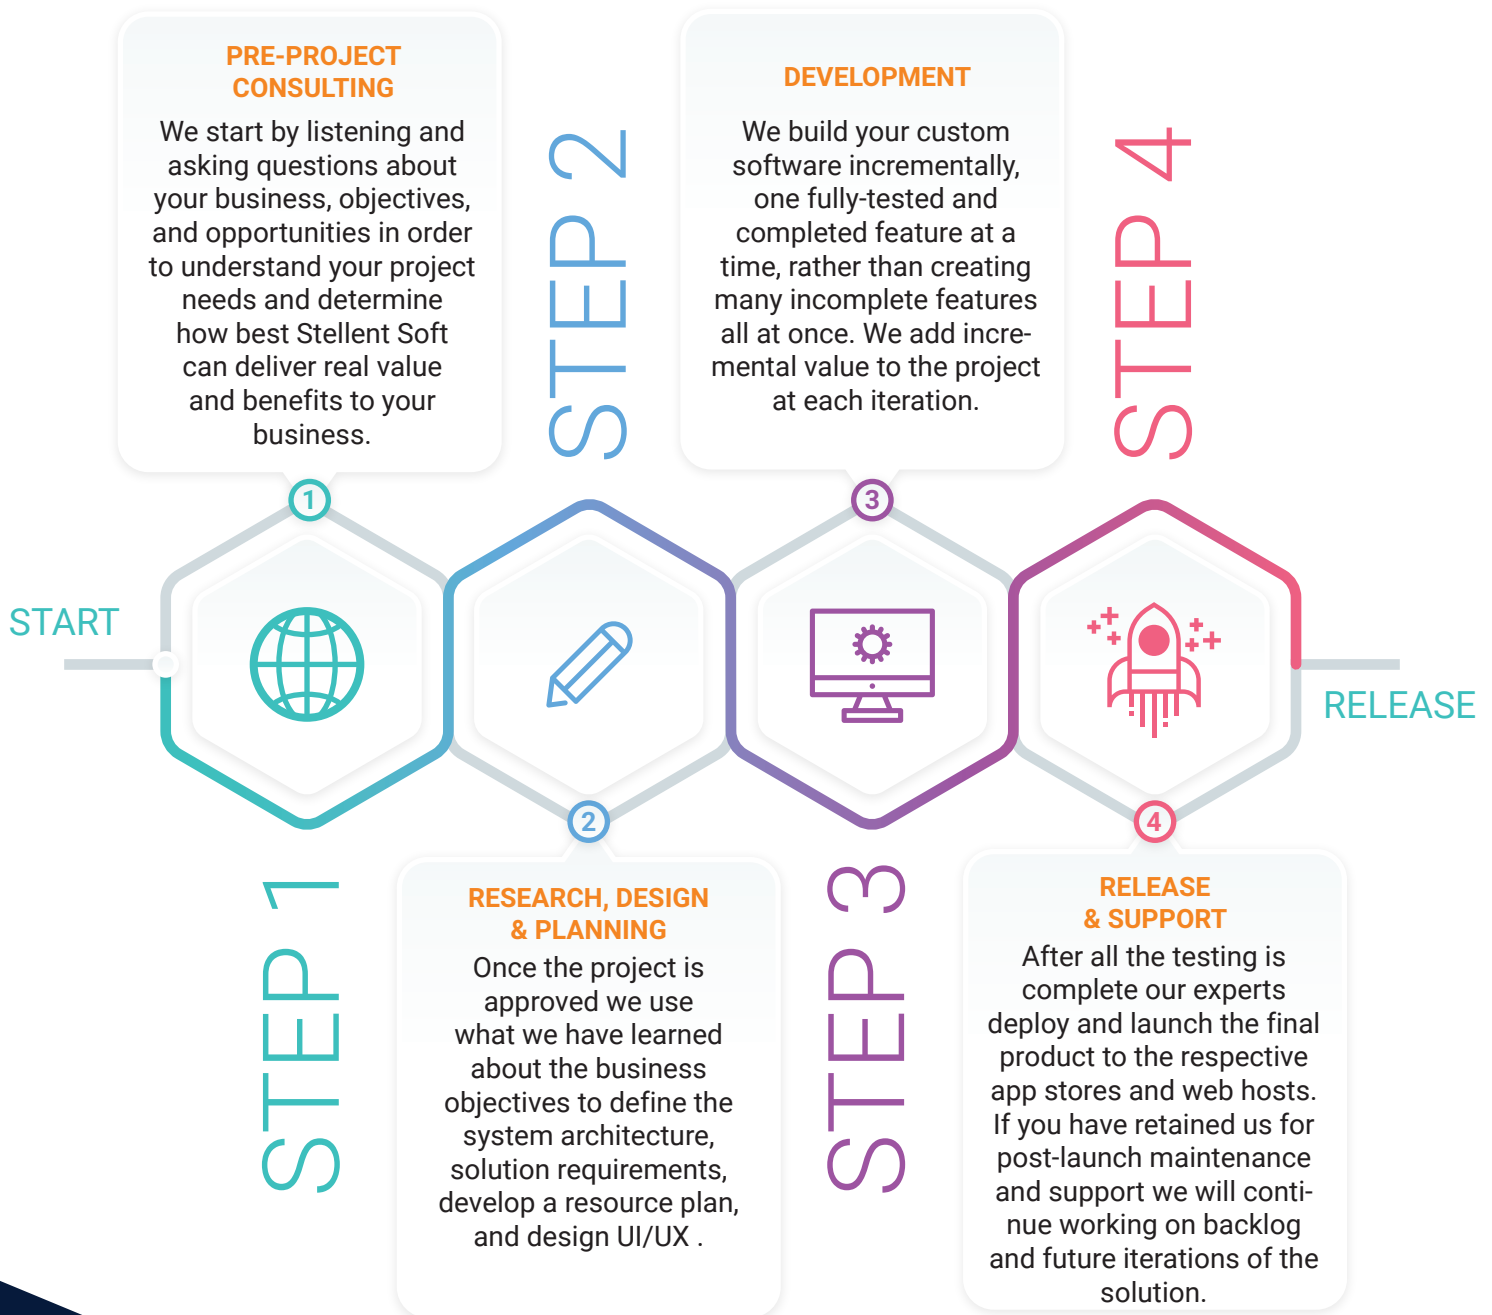 START
PRE-PROJECT
CONSULTING
We start by listening and
asking questions about
your business, objectives,
and opportunities in order
to understand your project
needs and determine
how best Stellent Soft
can deliver real value
and benefits to your
business.
1
STEP 1
STEP 2
2
RESEARCH, DESIGN
& PLANNING
Once the project is
approved we use
what we have learned
about the business
objectives to define the
system architecture,
solution requirements,
develop a resource plan,
and design UI/UX .
DEVELOPMENT
We build your custom
software incrementally,
one fully-tested and
completed feature at a
time, rather than creating
many incomplete features
all at once. We add incre-
mental value to the project
at each iteration.
3
STEP 3
STEP 4
4
RELEASE
& SUPPORT
After all the testing is
complete our experts
deploy and launch the final
product to the respective
app stores and web hosts.
If you have retained us for
post-launch maintenance
and support we will conti-
nue working on backlog
and future iterations of the
solution.
RELEASE